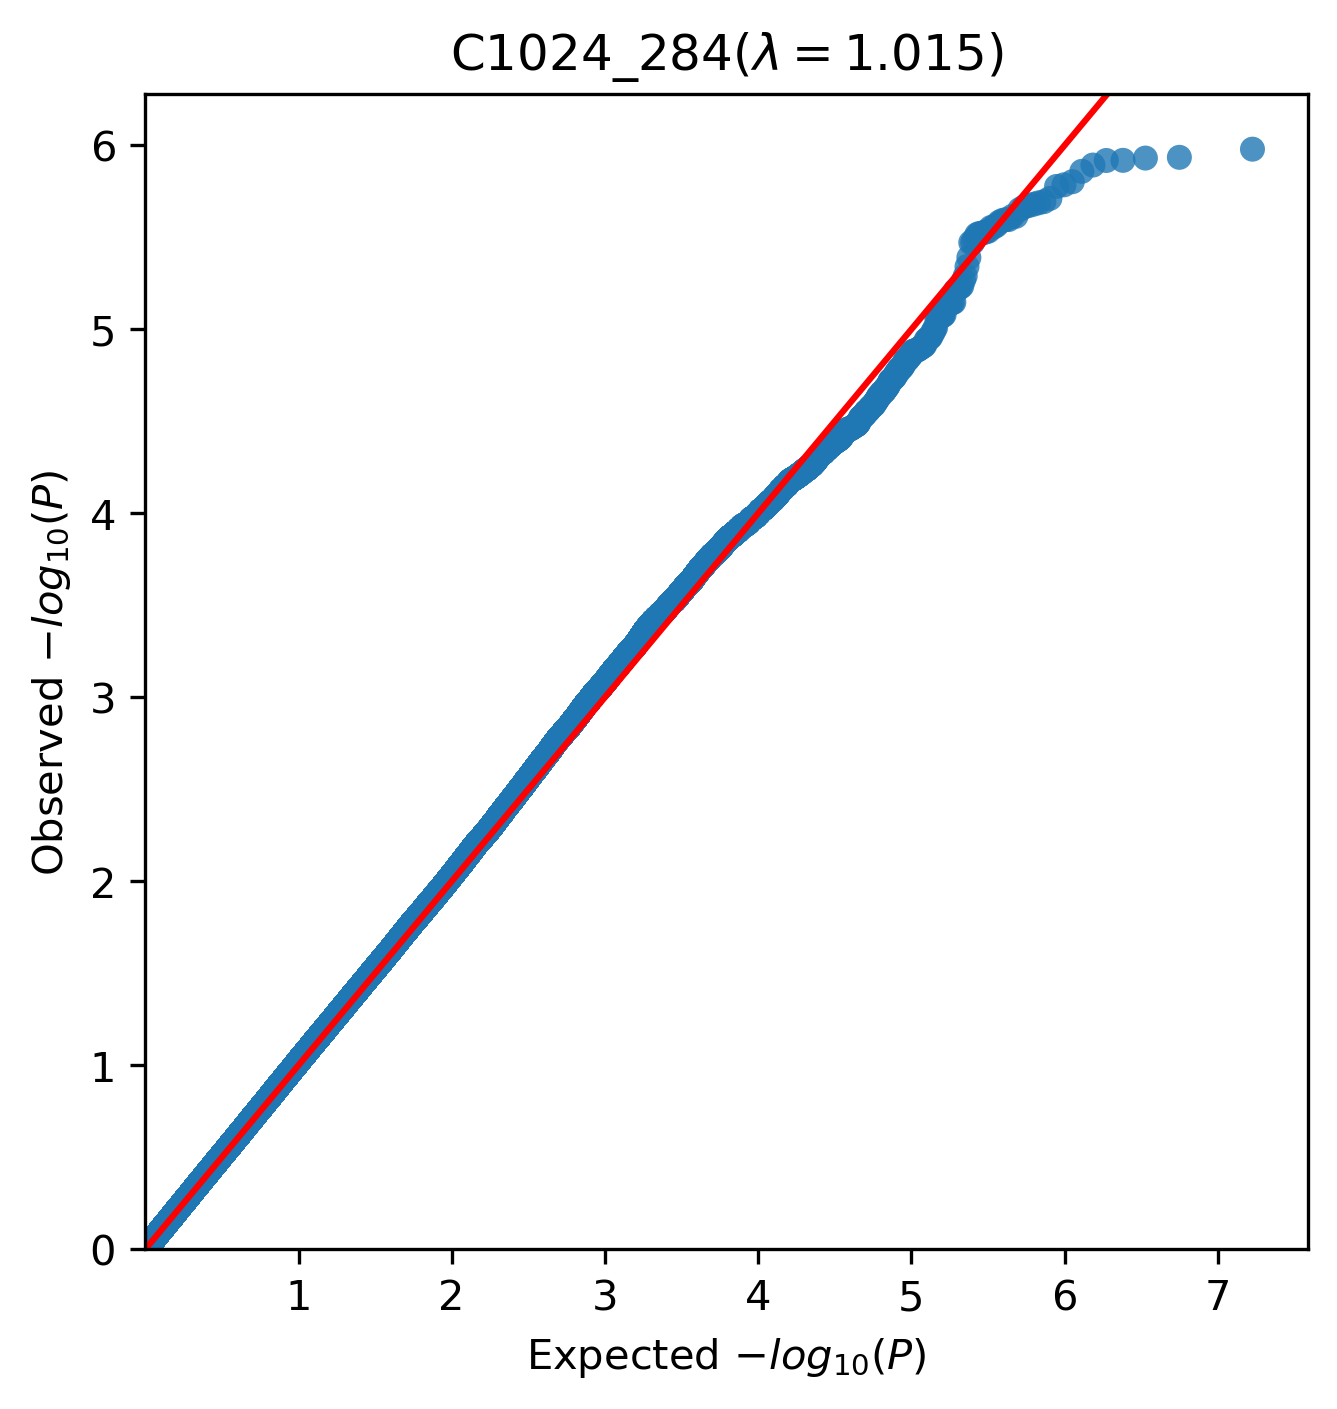 C1024_284(λ = 1.015)
6
5
4
3
2
1
0
Observed −log₁₀(P)
1 2 3 4 5 6 7
Expected −log₁₀(P)